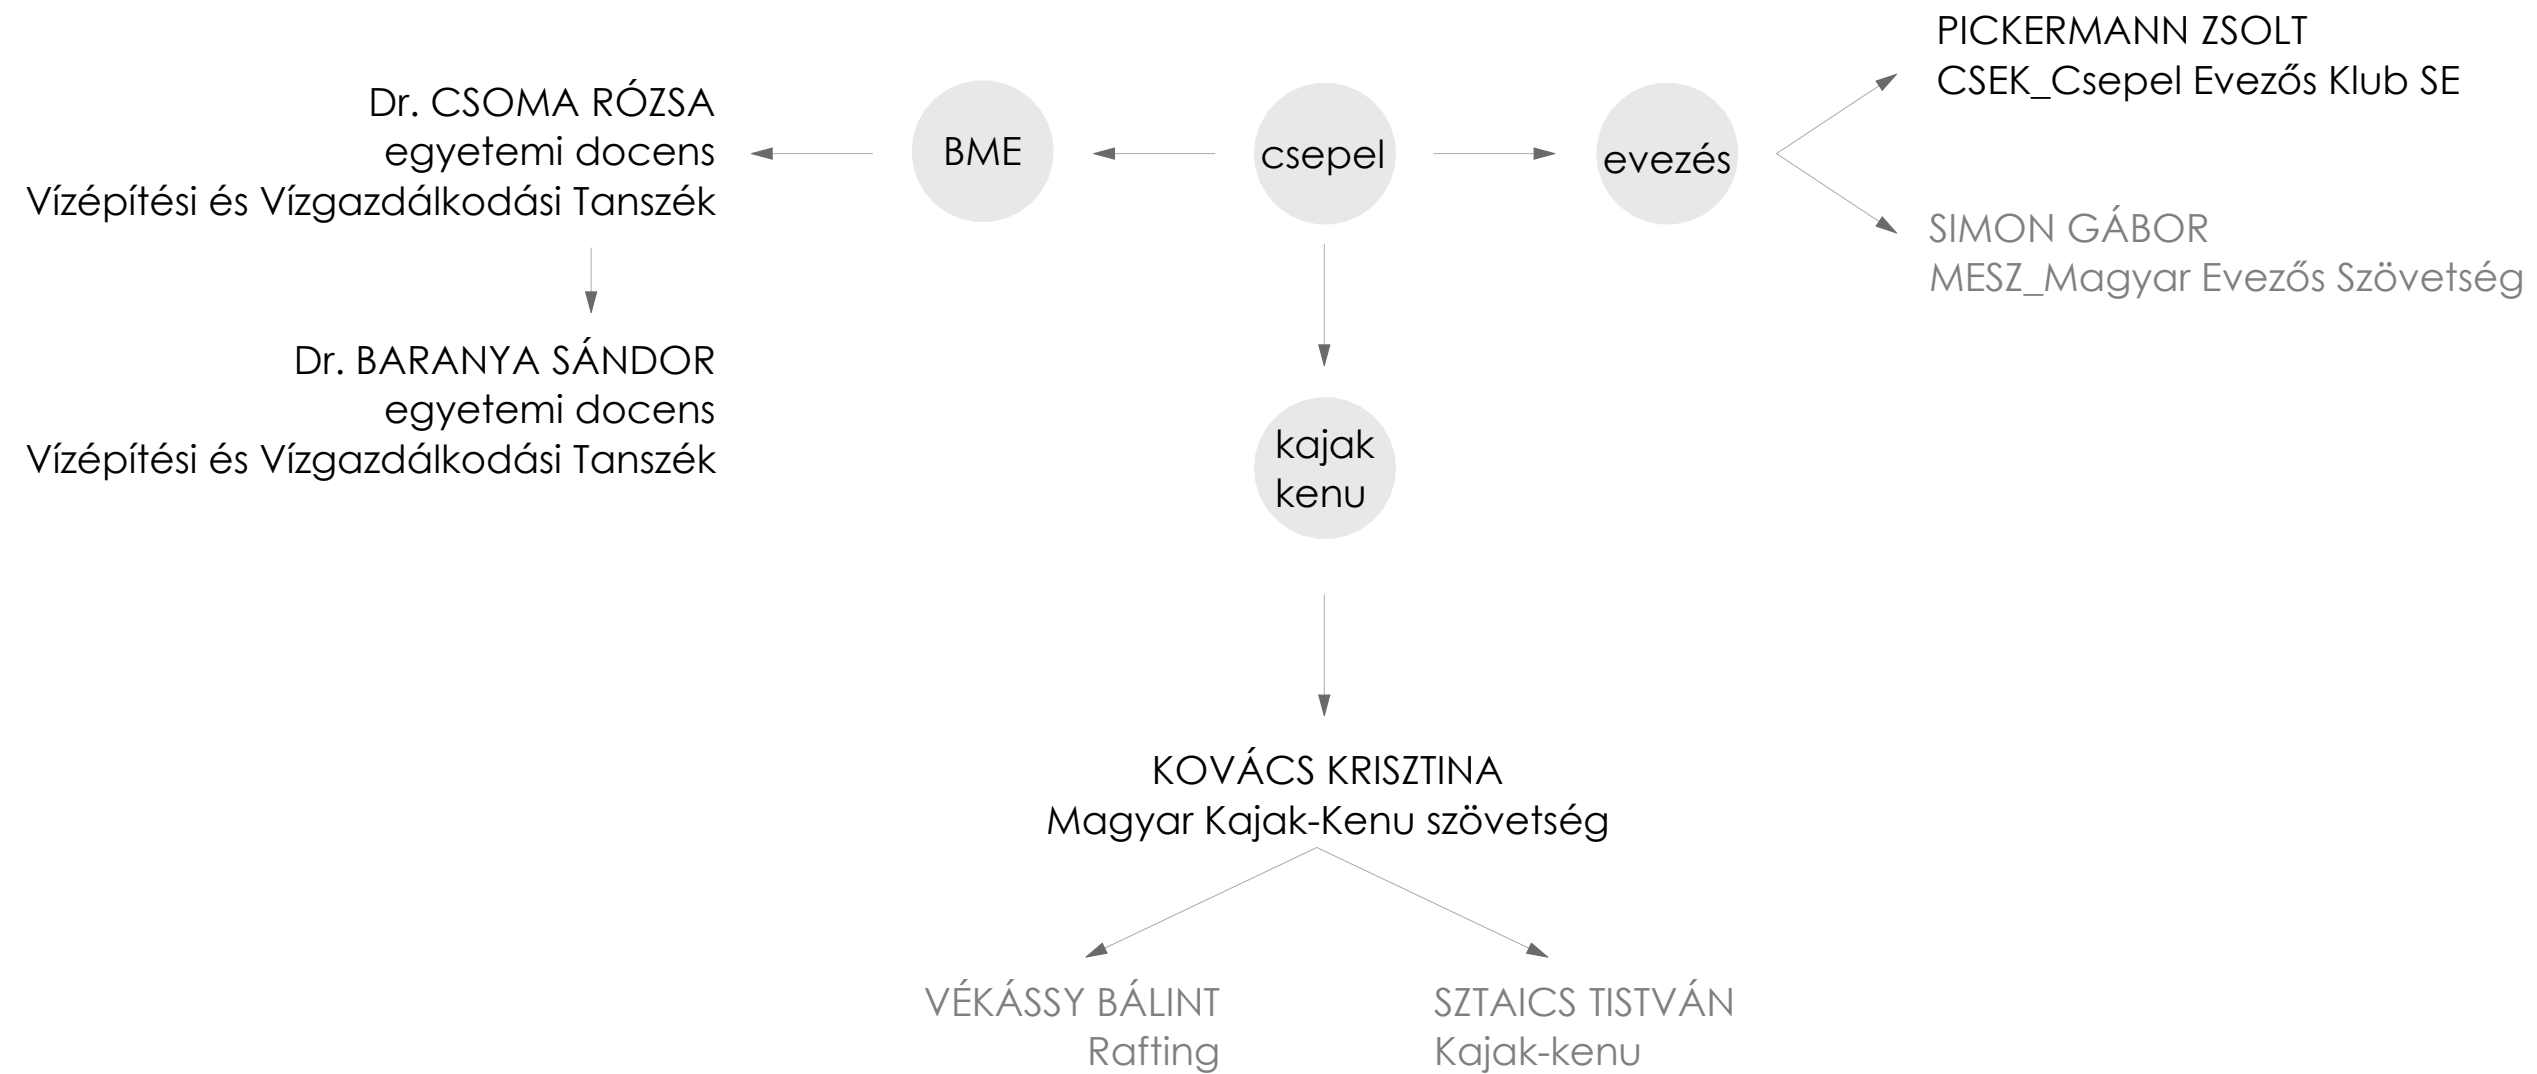 PICKERMANN ZSOLT
CSEK_Csepel Evezős Klub SE
Dr. CSOMA RÓZSA
egyetemi docens
Vízépítési és Vízgazdálkodási Tanszék
BME
csepel
evezés
SIMON GÁBOR
MESZ_Magyar Evezős Szövetség
Dr. BARANYA SÁNDOR
egyetemi docens
Vízépítési és Vízgazdálkodási Tanszék
kajak
kenu
KOVÁCS KRISZTINA
Magyar Kajak-Kenu szövetség
VÉKÁSSY BÁLINT
Rafting
SZTAICS TISTVÁN
Kajak-kenu